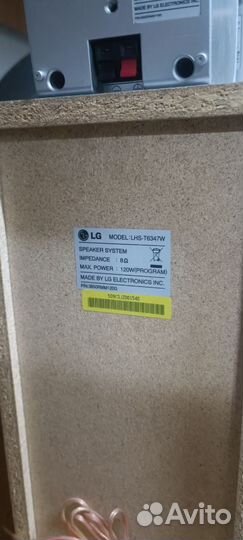 MADE BY LG ELECTRONICS INC.
LG MODEL: LHS-T6347W
SPEAKER SYSTEM
IMPEDANCE : 8Ω
MAX. POWER : 120W(PROGRAM)
MADE BY LG ELECTRONICS INC.
Avito